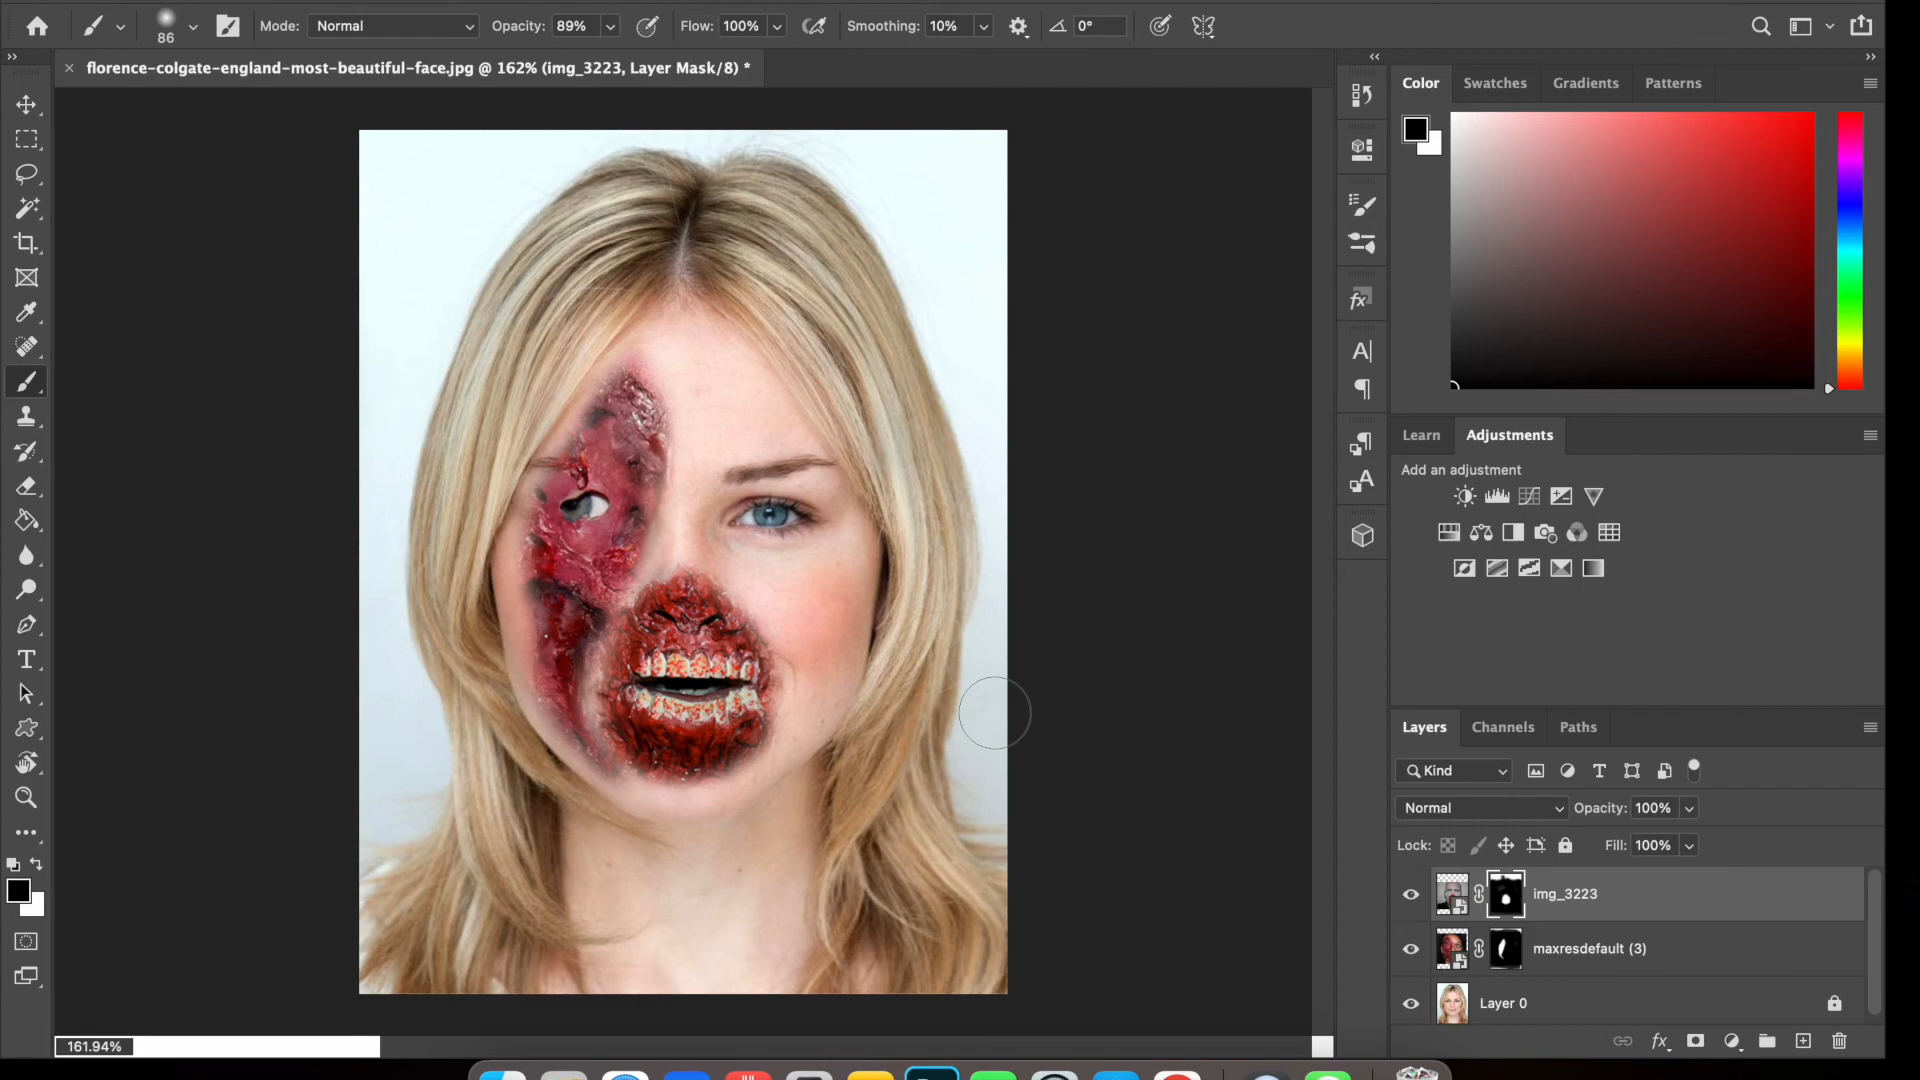 86 Mode: Normal Opacity: 89% Flow: 100% Smoothing: 10% 0°
florence-colgate-england-most-beautiful-face.jpg @ 162% (img_3223, Layer Mask/8) *
Color Swatches Gradients Patterns
Learn Adjustments
Add an adjustment
Layers Channels Paths
Kind
Normal Opacity: 100%
Lock: Fill: 100%
img_3223
maxresdefault (3)
Layer 0
161.94%